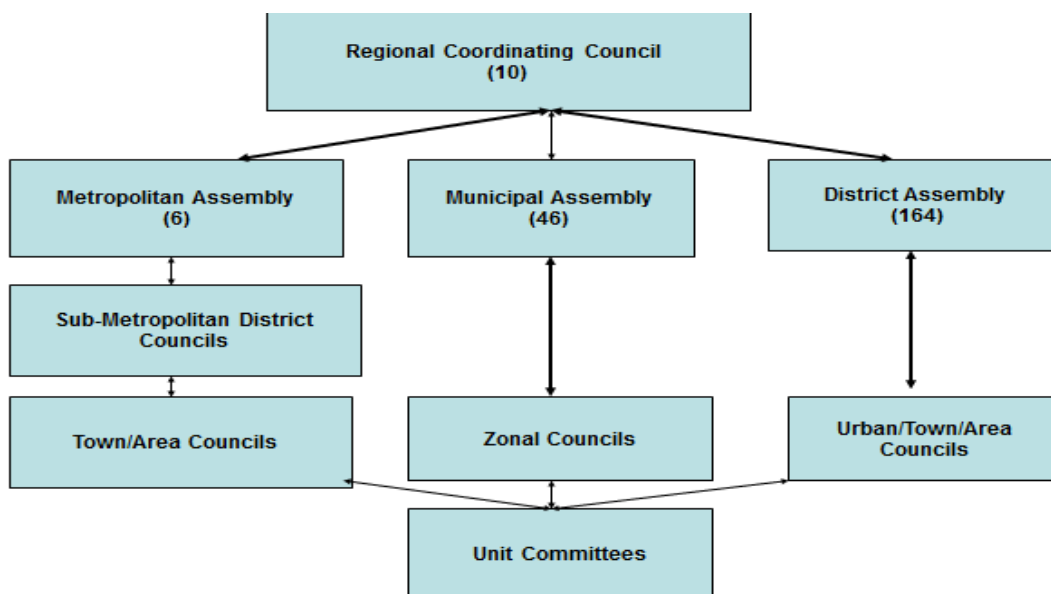 Regional Coordinating Council
(10)
Metropolitan Assembly
(6)
Municipal Assembly
(46)
District Assembly
(164)
Sub-Metropolitan District
Councils
Town/Area Councils
Zonal Councils
Urban/Town/Area
Councils
Unit Committees